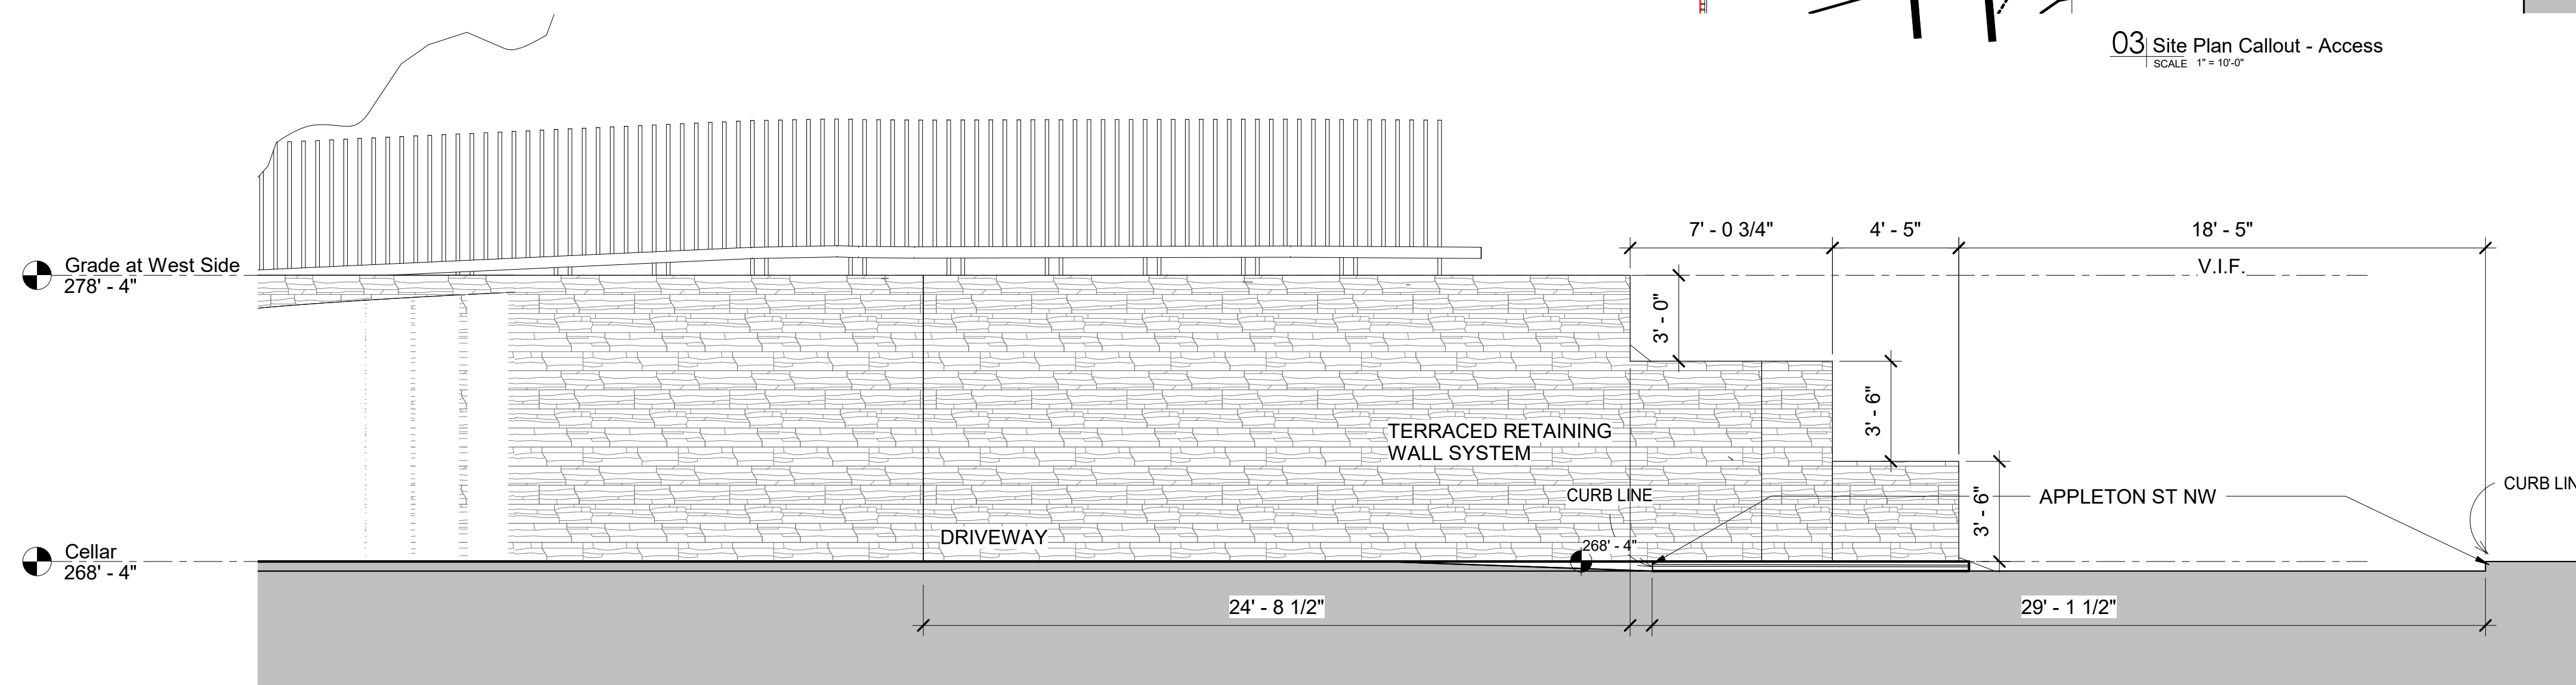 03 Site Plan Callout - Access
SCALE 1" = 10'-0"
7' - 0 3/4"
4' - 5"
18' - 5"
Grade at West Side
278' - 4"
V.I.F.
3' - 0"
3' - 6"
TERRACED RETAINING
WALL SYSTEM
CURB LINE
3' - 6"
APPLETON ST NW
CURB LIN
DRIVEWAY
268' - 4"
Cellar
268' - 4"
24' - 8 1/2"
29' - 1 1/2"